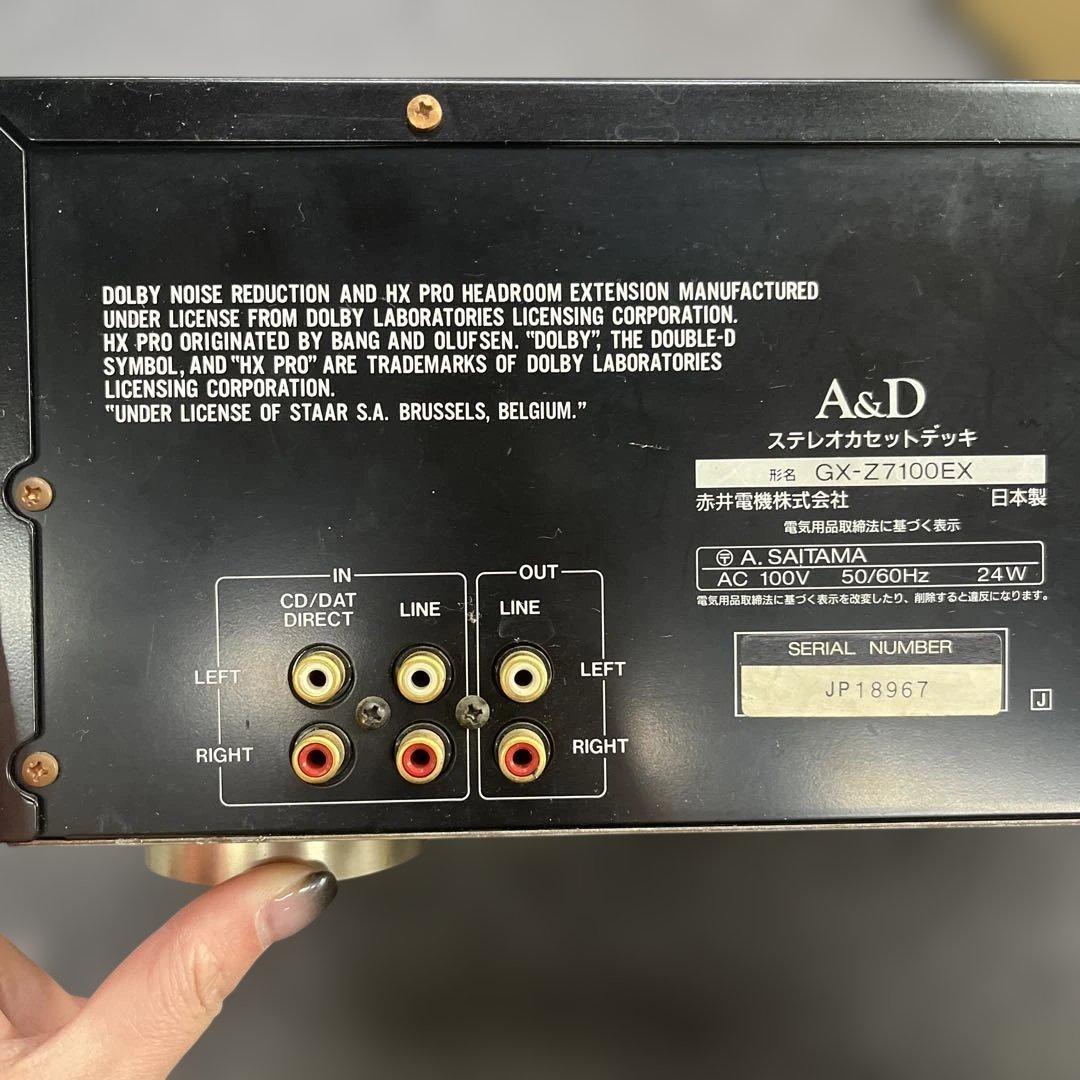 DOLBY NOISE REDUCTION AND HX PRO HEADROOM EXTENSION MANUFACTURED
UNDER LICENSE FROM DOLBY LABORATORIES LICENSING CORPORATION.
HX PRO ORIGINATED BY BANG AND OLUFSEN. "DOLBY", THE DOUBLE-D
SYMBOL, AND "HX PRO" ARE TRADEMARKS OF DOLBY LABORATORIES
LICENSING CORPORATION.
"UNDER LICENSE OF STAAR S.A. BRUSSELS, BELGIUM."
A&D
ステレオカセットデッキ
形名 GX-Z7100EX
赤井電機株式会社 日本製
電気用品取締法に基づく表示
〶 A. SAITAMA
AC 100V 50/60Hz 24W
電気用品取締法に基づく表示を改変したり、削除すると違反になります。
SERIAL NUMBER
JP18967
J
IN OUT
CD/DAT DIRECT LINE LINE
LEFT LEFT
RIGHT RIGHT